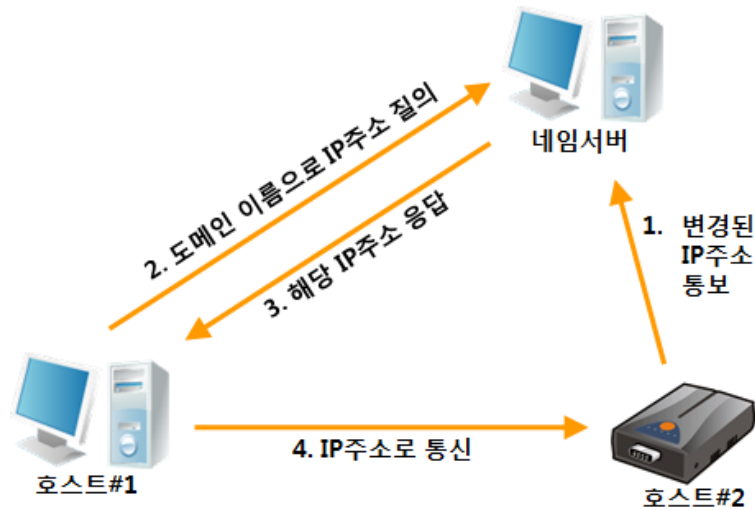 네임서버
2. 도메인 이름으로 IP주소 질의
3. 해당 IP주소 응답
1. 변경된
IP주소
통보
4. IP주소로 통신
호스트#1
호스트#2